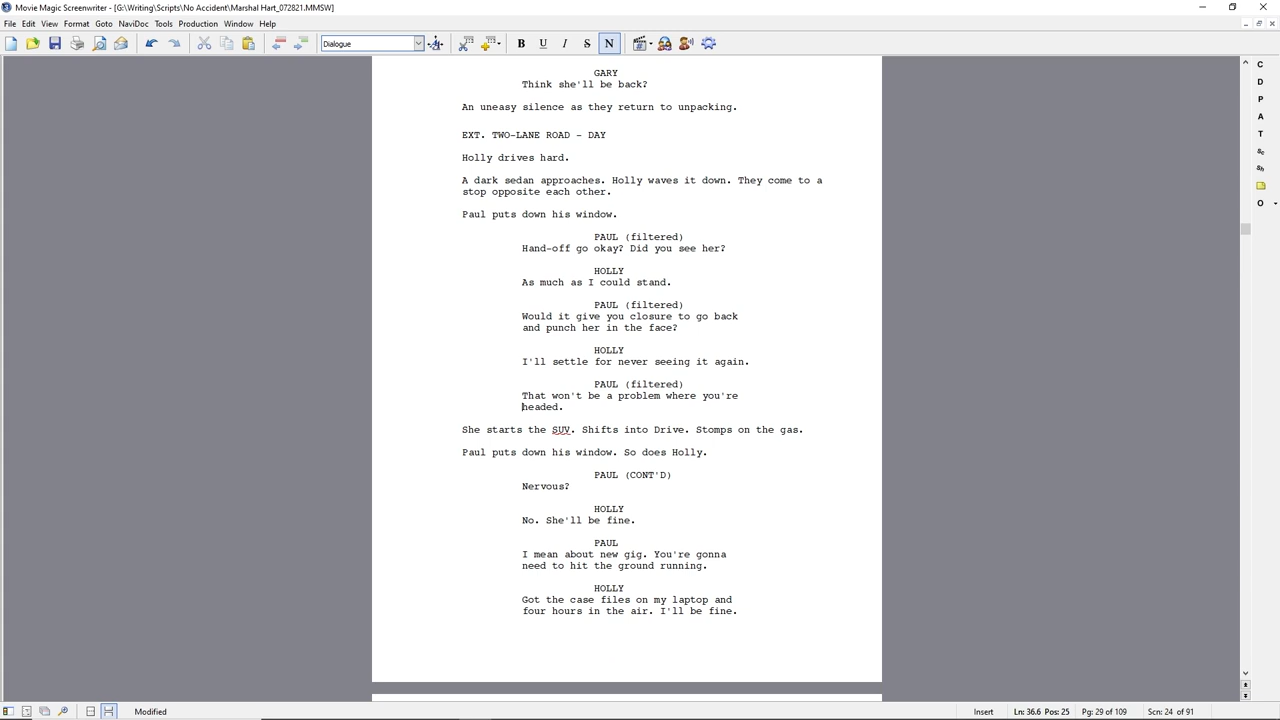 Movie Magic Screenwriter - [G:\Writing\Scripts\No Accident\Marshal Hart_072821.MMSW]
File Edit View Format Goto NaviDoc Tools Production Window Help
Dialogue B U I S N
GARY
Think she'll be back?
An uneasy silence as they return to unpacking.
EXT. TWO-LANE ROAD - DAY
Holly drives hard.
A dark sedan approaches. Holly waves it down. They come to a
stop opposite each other.
Paul puts down his window.
PAUL (filtered)
Hand-off go okay? Did you see her?
HOLLY
As much as I could stand.
PAUL (filtered)
Would it give you closure to go back
and punch her in the face?
HOLLY
I'll settle for never seeing it again.
PAUL (filtered)
That won't be a problem where you're
headed.
She starts the SUV. Shifts into Drive. Stomps on the gas.
Paul puts down his window. So does Holly.
PAUL (CONT'D)
Nervous?
HOLLY
No. She'll be fine.
PAUL
I mean about new gig. You're gonna
need to hit the ground running.
HOLLY
Got the case files on my laptop and
four hours in the air. I'll be fine.
C
D
P
A
T
Sc
Sh
O
Modified Insert Ln: 36.6 Pos: 25 Pg: 29 of 109 Scn: 24 of 91